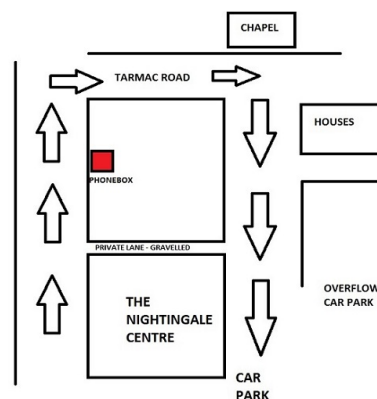 CHAPEL
TARMAC ROAD
HOUSES
PHONEBOX
PRIVATE LANE - GRAVELLED
THE
NIGHTINGALE
CENTRE
OVERFLOW
CAR PARK
CAR
PARK